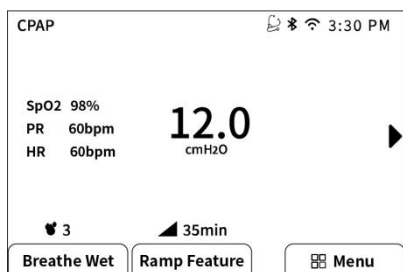 CPAP 3:30 PM
SpO2 98%
PR 60bpm
HR 60bpm
12.0
cmH2O
3 35min
Breathe Wet Ramp Feature Menu